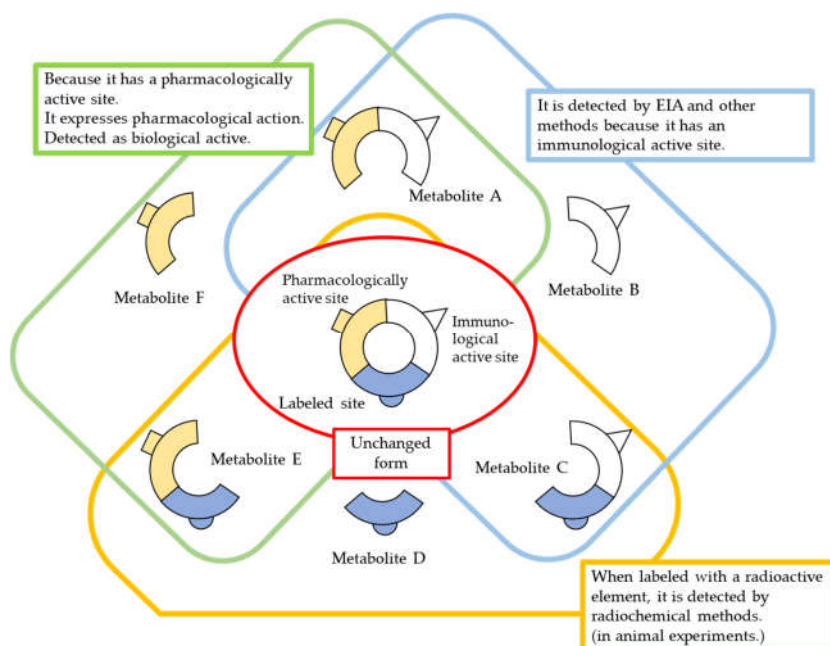 Because it has a pharmacologically
active site.
It expresses pharmacological action.
Detected as biological active.
It is detected by EIA and other
methods because it has an
immunological active site.
Metabolite A
Metabolite F
Metabolite B
Pharmacologically
active site
Immuno-
logical
active site
Labeled site
Unchanged
form
Metabolite E
Metabolite C
Metabolite D
When labeled with a radioactive
element, it is detected by
radiochemical methods.
(in animal experiments.)